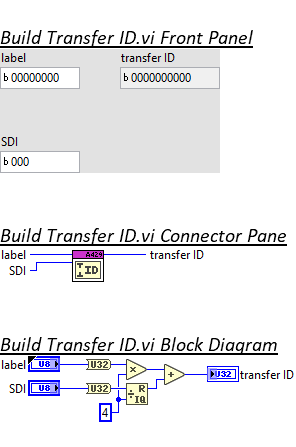 Build Transfer ID.vi Front Panel
label transfer ID
b 00000000 b 0000000000
SDI
b 000
Build Transfer ID.vi Connector Pane
label A429 transfer ID
SDI ID
Build Transfer ID.vi Block Diagram
label U8 U32 × + U32 transfer ID
SDI U8 U32 R IQ
4